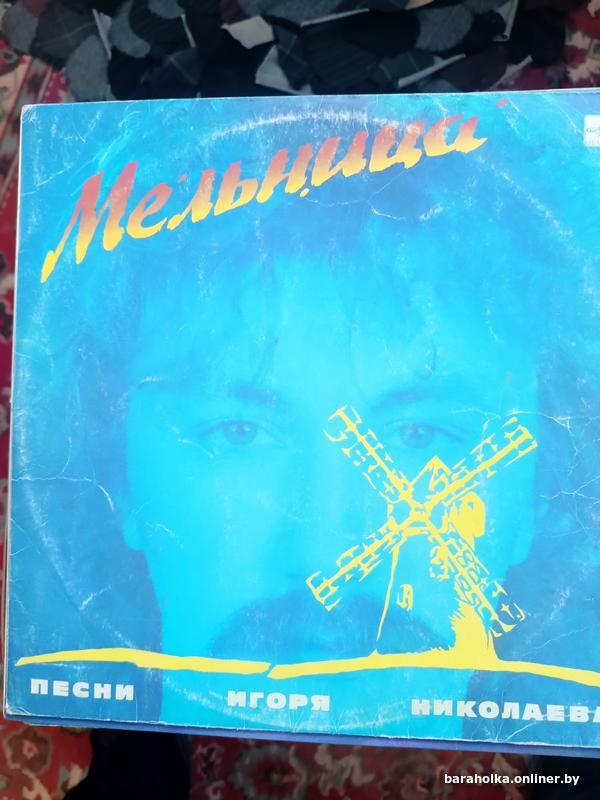 Мельница
ПЕСНИ ИГОРЯ НИКОЛАЕВА
baraholka.onliner.by